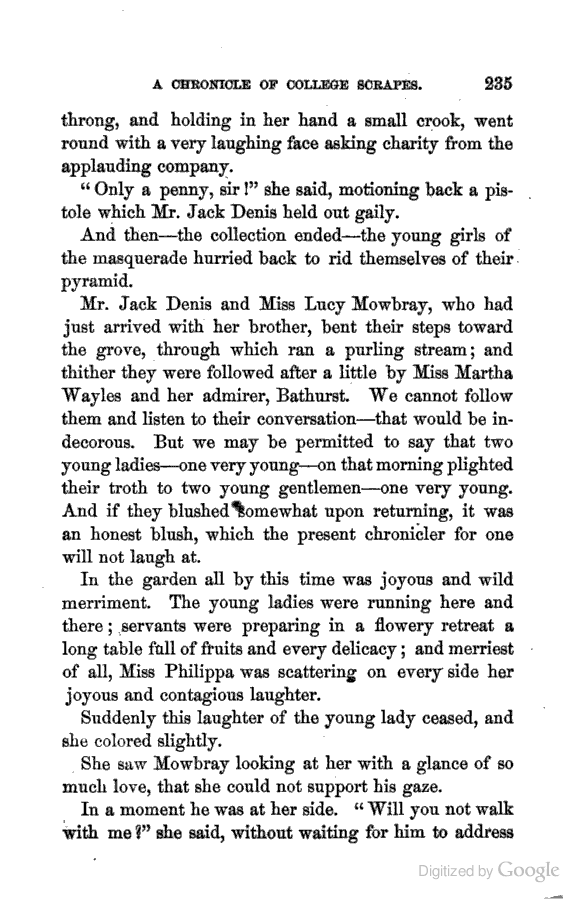 A CHRONICLE OF COLLEGE SCRAPES. 235
throng, and holding in her hand a small crook, went
round with a very laughing face asking charity from the
applauding company.
“Only a penny, sir!” she said, motioning back a pis-
tole which Mr. Jack Denis held out gaily.
And then—the collection ended—the young girls of
the masquerade hurried back to rid themselves of their
pyramid.
Mr. Jack Denis and Miss Lucy Mowbray, who had
just arrived with her brother, bent their steps toward
the grove, through which ran a purling stream; and
thither they were followed after a little by Miss Martha
Wayles and her admirer, Bathurst. We cannot follow
them and listen to their conversation—that would be in-
decorous. But we may be permitted to say that two
young ladies—one very young—on that morning plighted
their troth to two young gentlemen—one very young.
And if they blushed somewhat upon returning, it was
an honest blush, which the present chronicler for one
will not laugh at.
In the garden all by this time was joyous and wild
merriment. The young ladies were running here and
there; servants were preparing in a flowery retreat a
long table full of fruits and every delicacy; and merriest
of all, Miss Philippa was scattering on every side her
joyous and contagious laughter.
Suddenly this laughter of the young lady ceased, and
she colored slightly.
She saw Mowbray looking at her with a glance of so
much love, that she could not support his gaze.
In a moment he was at her side. “Will you not walk
with me?” she said, without waiting for him to address
Digitized by Google